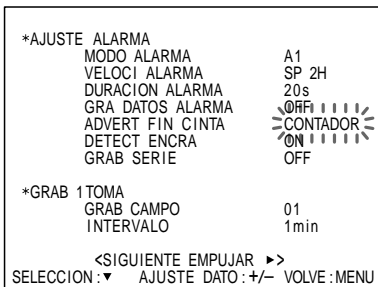 *AJUSTE ALARMA
MODO ALARMA A1
VELOCI ALARMA SP 2H
DURACION ALARMA 20s
GRA DATOS ALARMA OFF
ADVERT FIN CINTA CONTADOR
DETECT ENCRA ON
GRAB SERIE OFF
*GRAB 1 TOMA
GRAB CAMPO 01
INTERVALO 1min
<SIGUIENTE EMPUJAR ►>
SELECCION:▼ AJUSTE DATO:+/– VOLVE:MENU